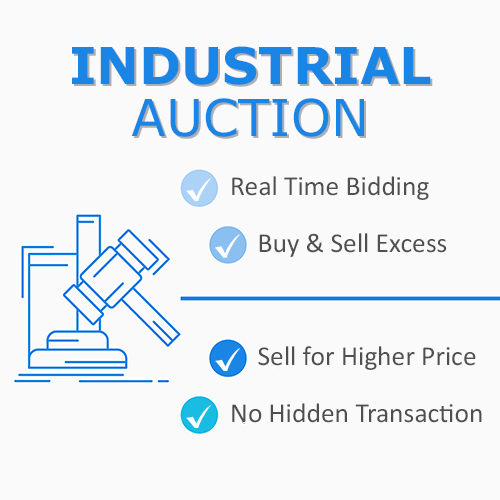 INDUSTRIAL
AUCTION
Real Time Bidding
Buy & Sell Excess
Sell for Higher Price
No Hidden Transaction